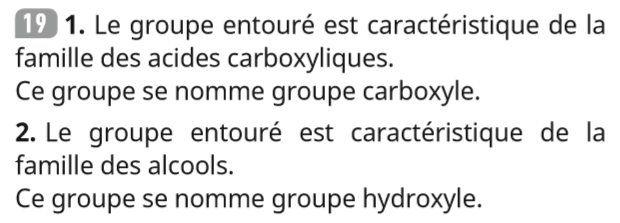 19 1. Le groupe entouré est caractéristique de la
famille des acides carboxyliques.
Ce groupe se nomme groupe carboxyle.
2. Le groupe entouré est caractéristique de la
famille des alcools.
Ce groupe se nomme groupe hydroxyle.